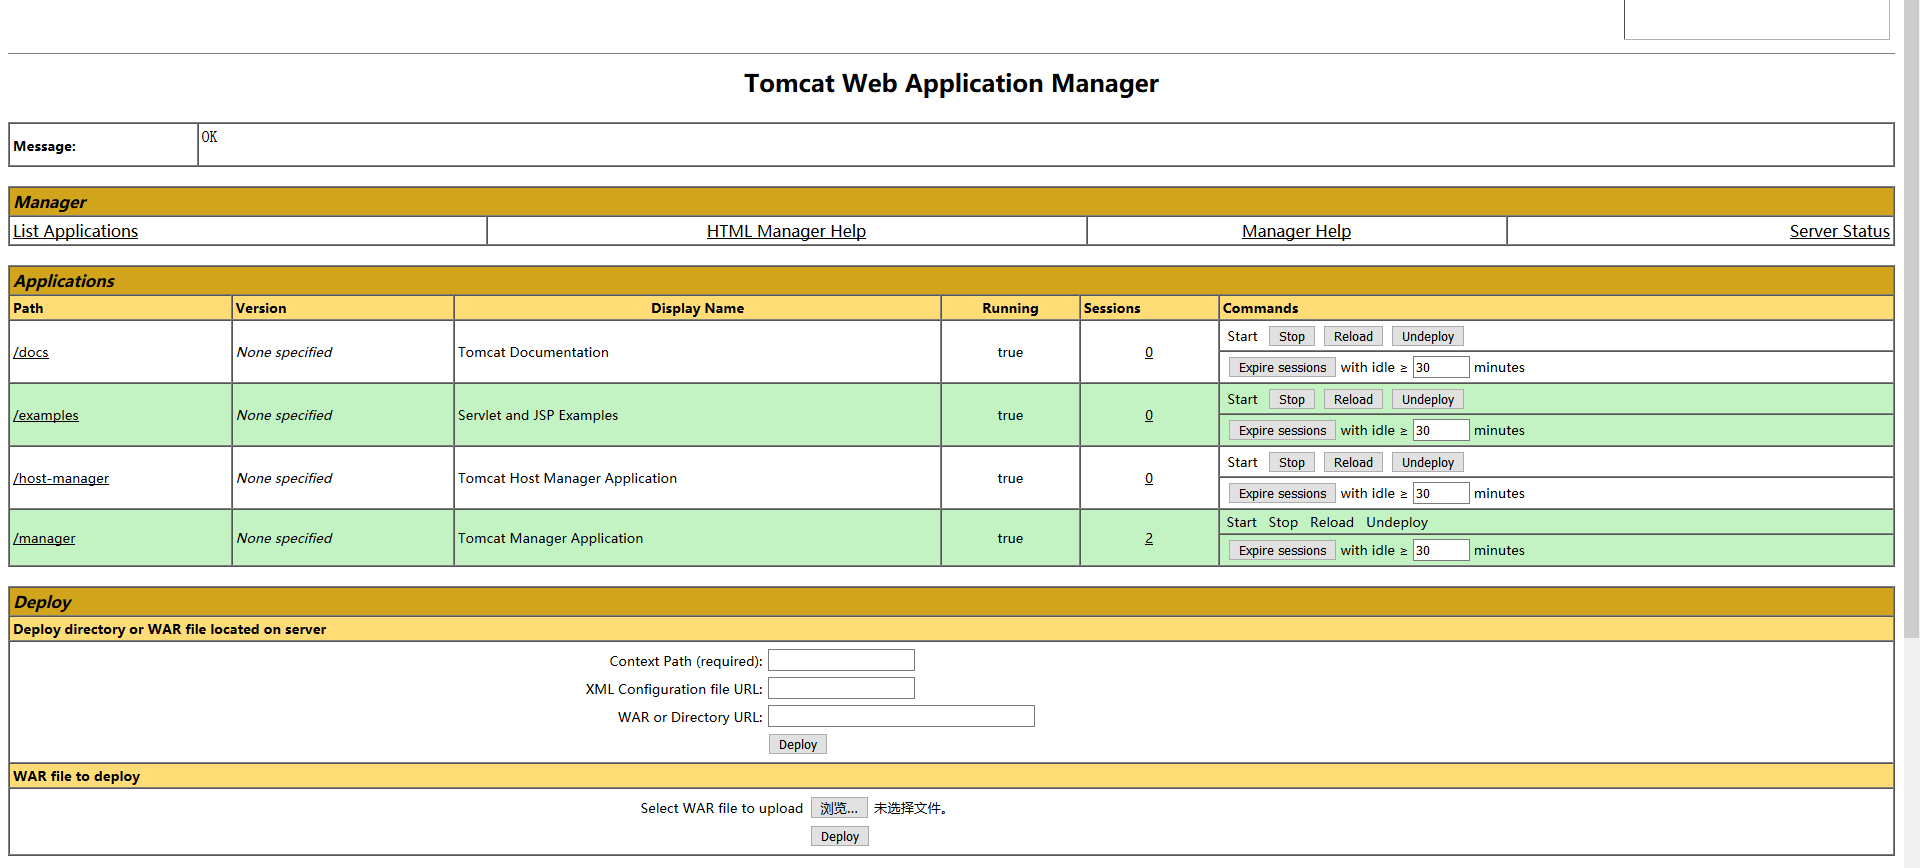 Tomcat Web Application Manager
Message: OK
Manager
List Applications HTML Manager Help Manager Help Server Status
Applications
Path Version Display Name Running Sessions Commands
/docs None specified Tomcat Documentation true 0 Start Stop Reload Undeploy
Expire sessions with idle ≥ 30 minutes
/examples None specified Servlet and JSP Examples true 0 Start Stop Reload Undeploy
Expire sessions with idle ≥ 30 minutes
/host-manager None specified Tomcat Host Manager Application true 0 Start Stop Reload Undeploy
Expire sessions with idle ≥ 30 minutes
/manager None specified Tomcat Manager Application true 2 Start Stop Reload Undeploy
Expire sessions with idle ≥ 30 minutes
Deploy
Deploy directory or WAR file located on server
Context Path (required):
XML Configuration file URL:
WAR or Directory URL:
Deploy
WAR file to deploy
Select WAR file to upload 浏览... 未选择文件。
Deploy